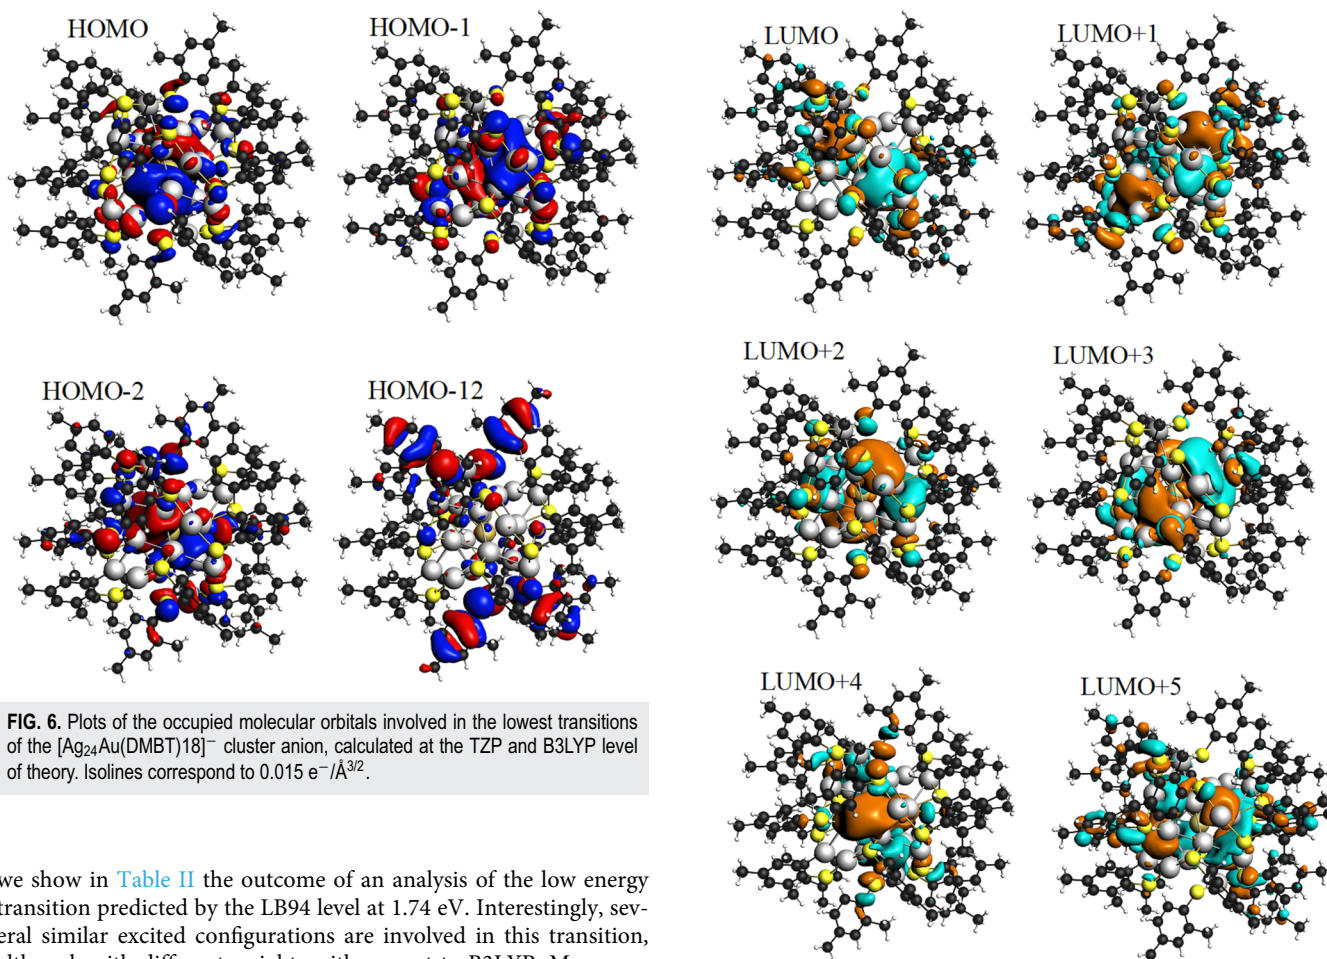 HOMO
HOMO-1
HOMO-2
HOMO-12
FIG. 6. Plots of the occupied molecular orbitals involved in the lowest transitions
of the [Ag24Au(DMBT)18]− cluster anion, calculated at the TZP and B3LYP level
of theory. Isolines correspond to 0.015 e−/Å3/2.
we show in Table II the outcome of an analysis of the low energy
transition predicted by the LB94 level at 1.74 eV. Interestingly, sev-
eral similar excited configurations are involved in this transition,
LUMO
LUMO+1
LUMO+2
LUMO+3
LUMO+4
LUMO+5